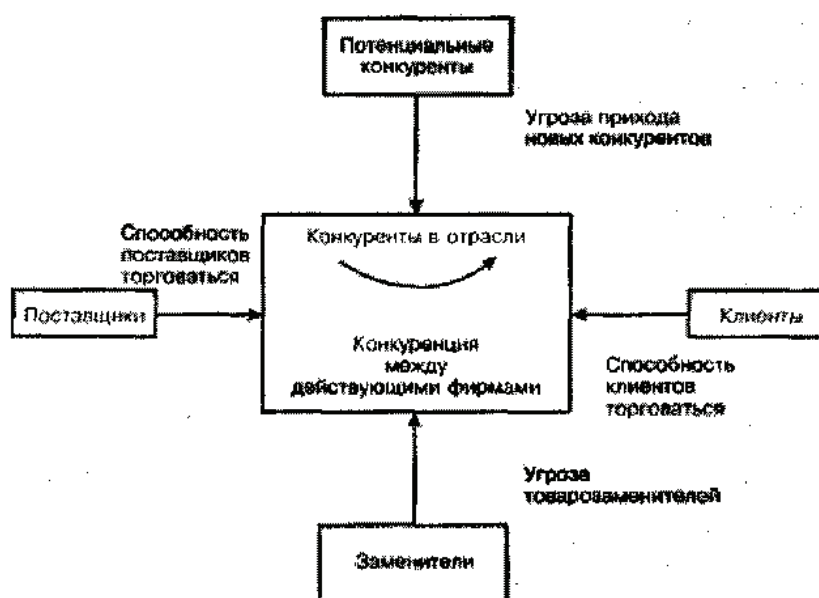 Потенциальные
конкуренты
Угроза прихода
новых конкурентов
Способность
поставщиков
торговаться
Конкуренты в отрасли
Поставщики
Клиенты
Конкуренция
между
действующими фирмами
Способность
клиентов
торговаться
Угроза
товарозаменителей
Заменители